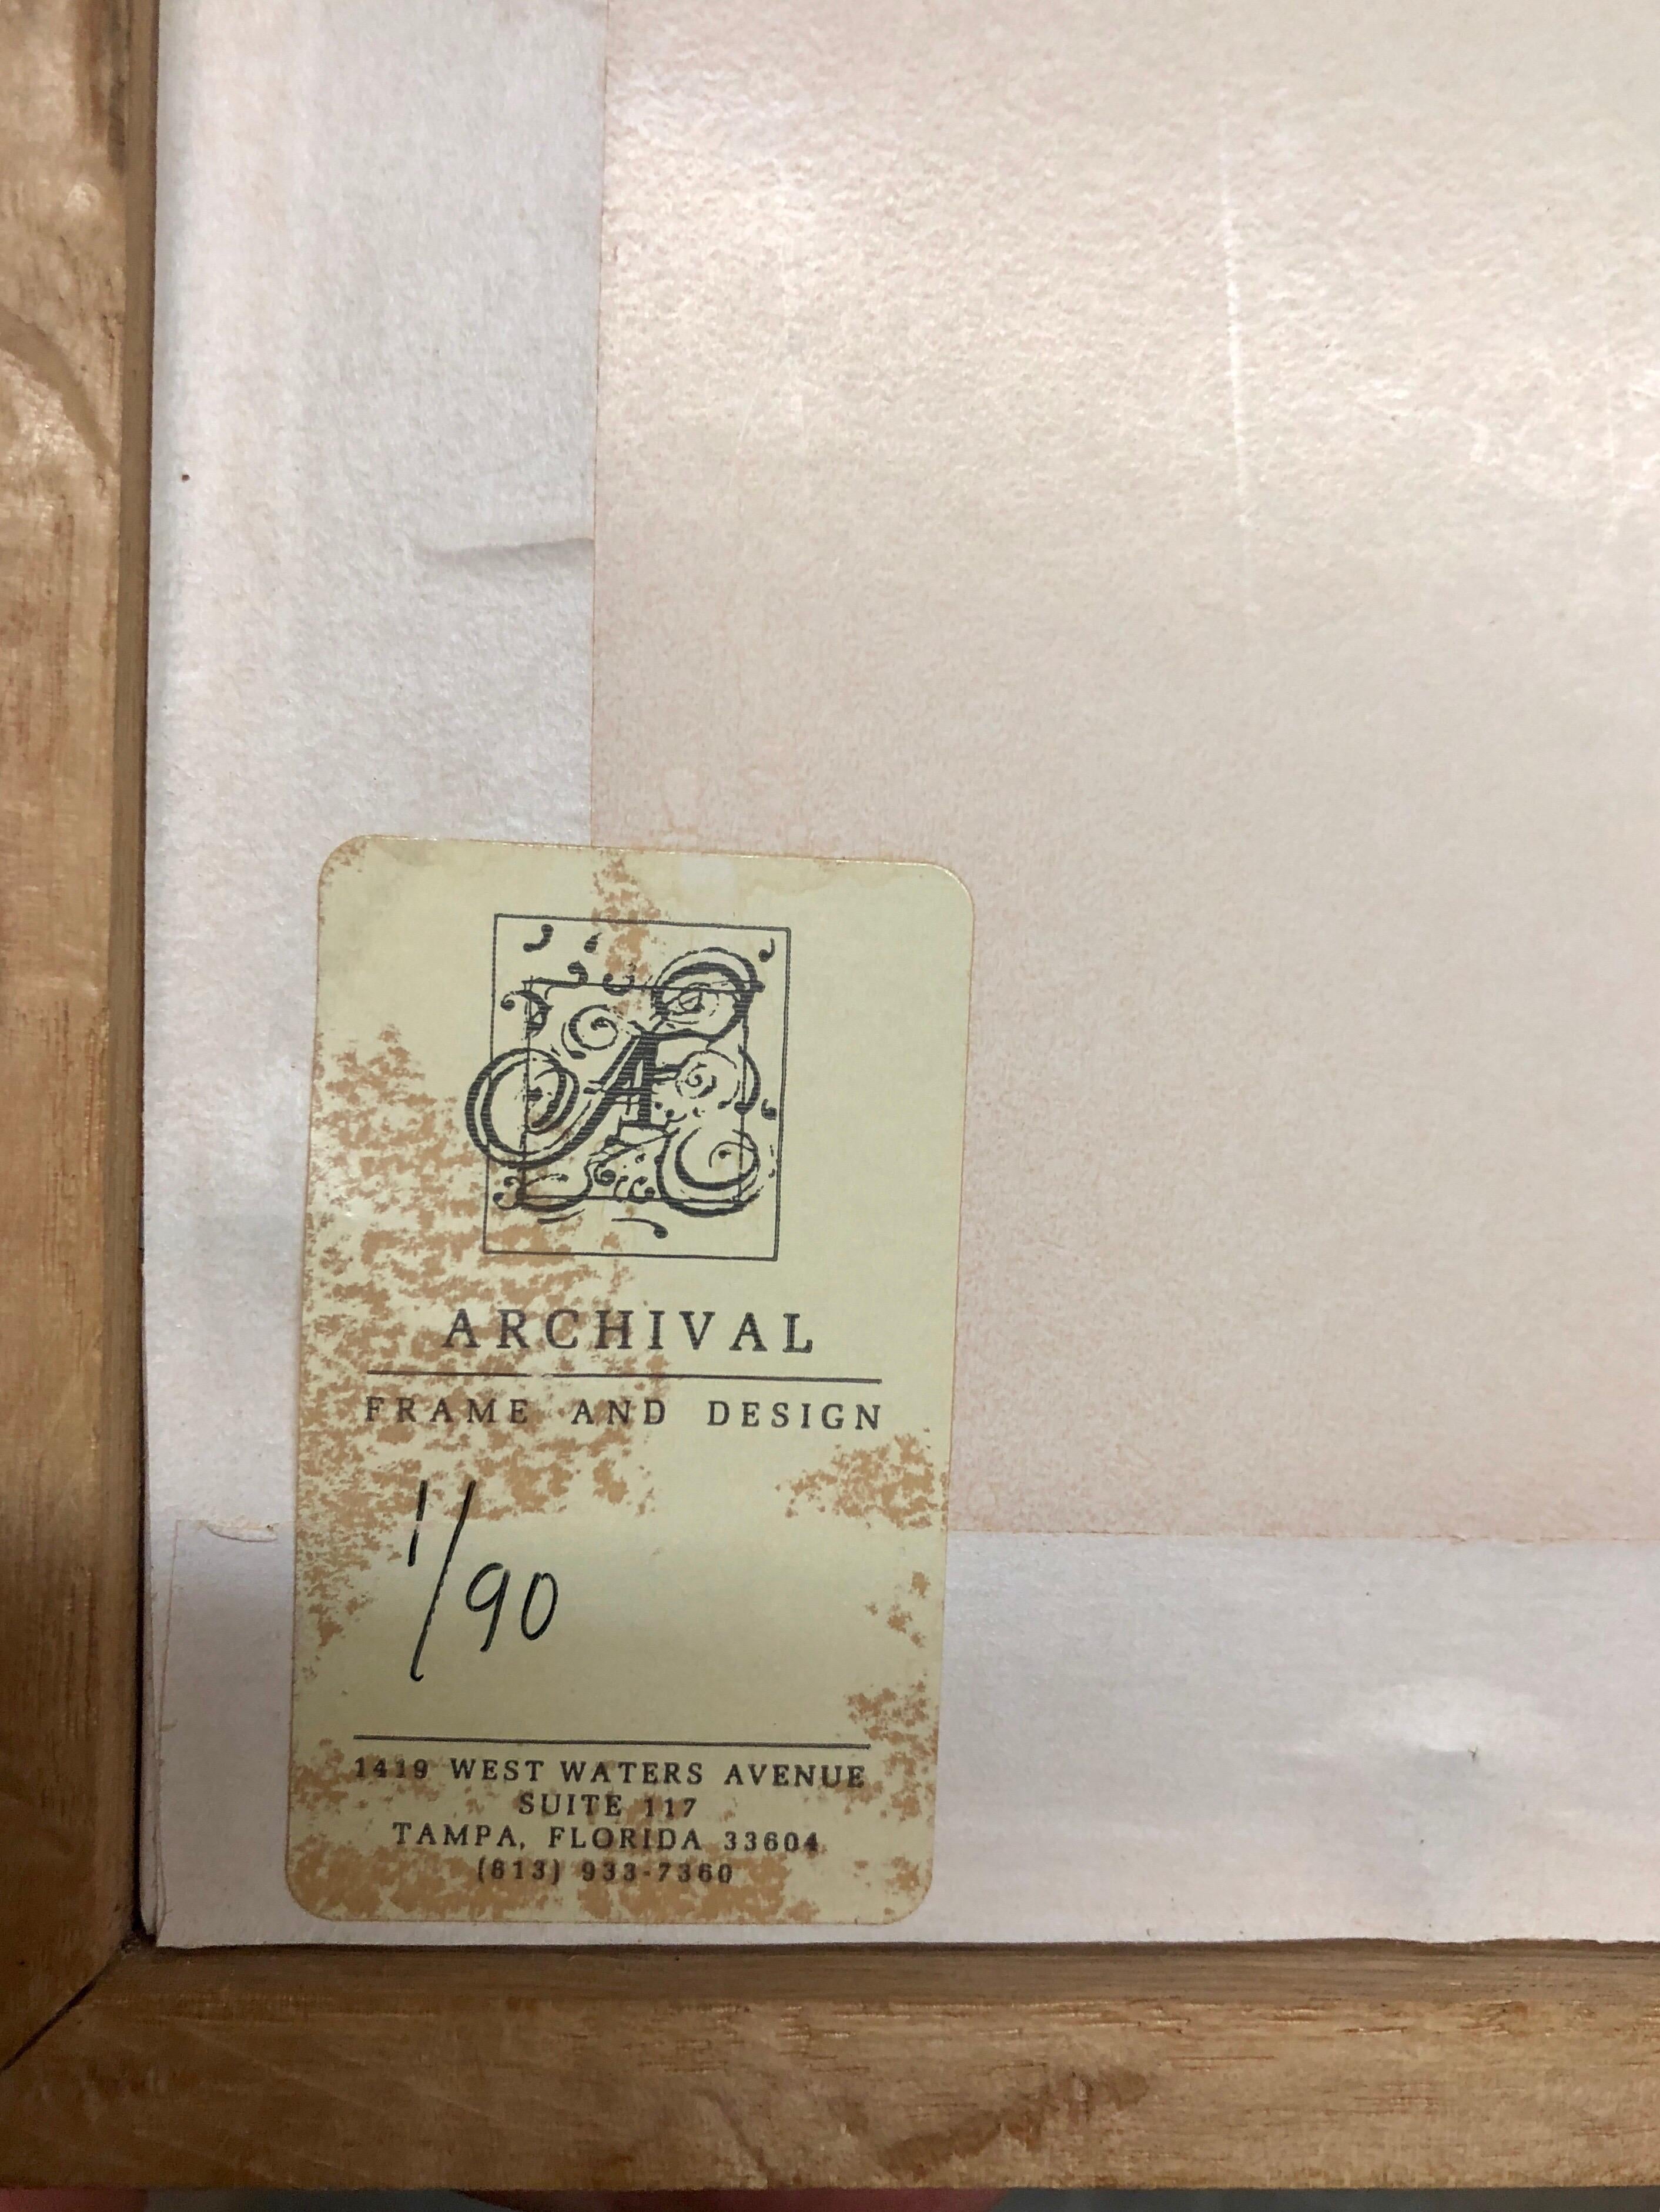 A
ARCHIVAL
FRAME AND DESIGN
1/90
1419 WEST WATERS AVENUE
SUITE 117
TAMPA, FLORIDA 33604
(813) 933-7360